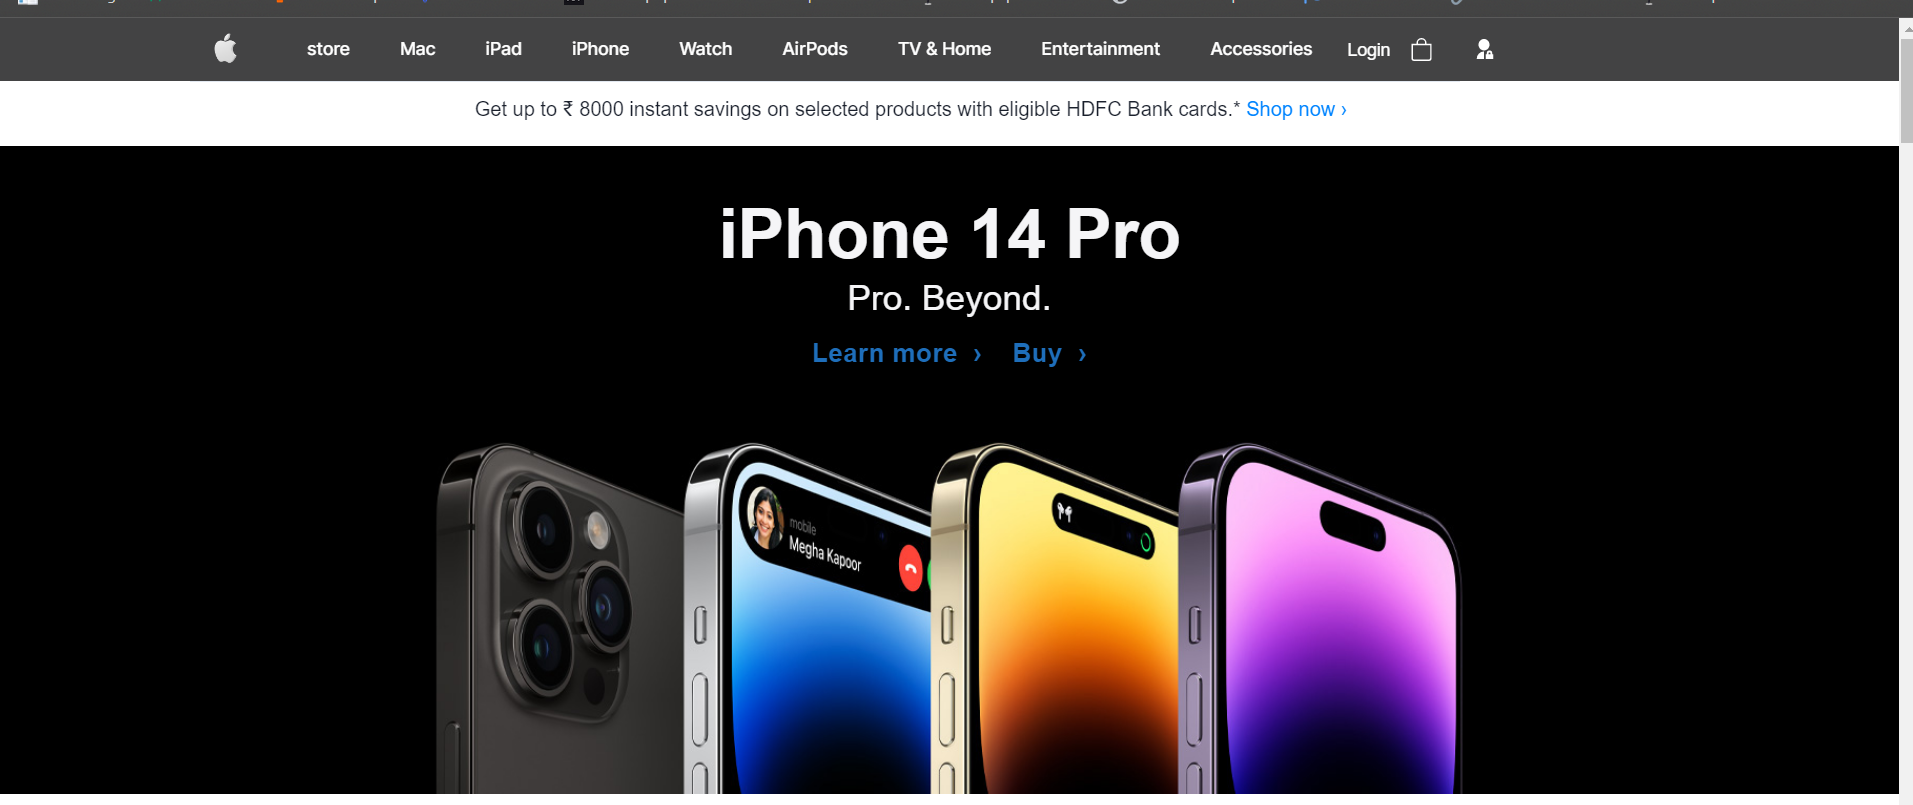 store Mac iPad iPhone Watch AirPods TV & Home Entertainment Accessories Login
Get up to ₹ 8000 instant savings on selected products with eligible HDFC Bank cards.* Shop now ›
iPhone 14 Pro
Pro. Beyond.
Learn more › Buy ›
mobile
Megha Kapoor